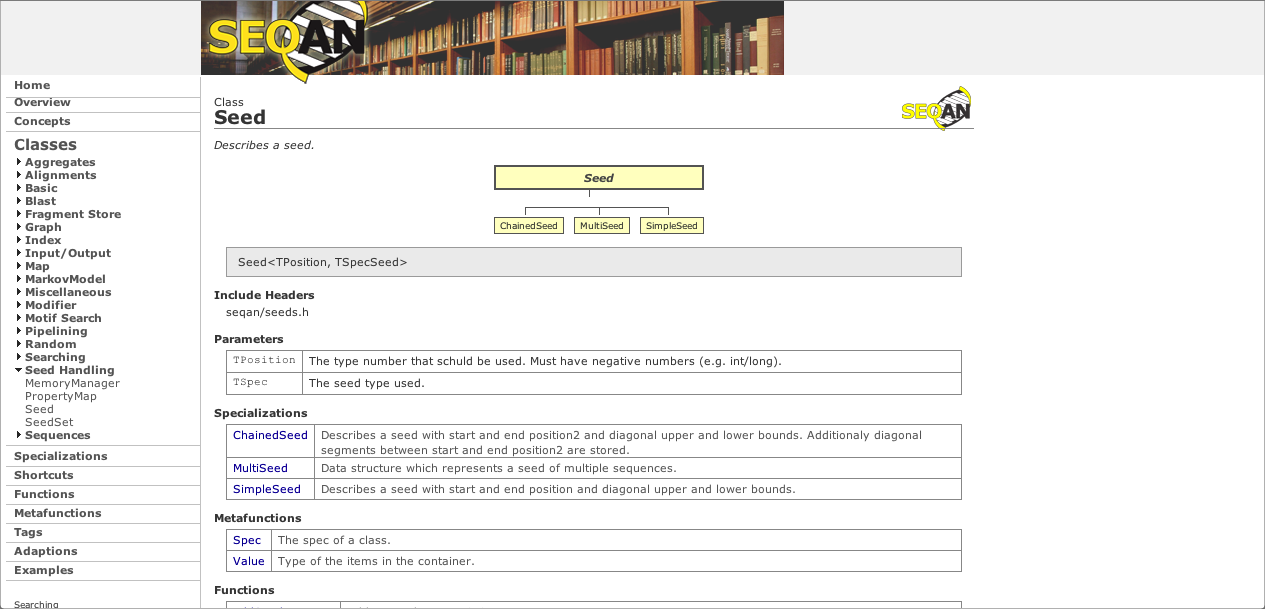 SEQAN
Home
Overview
Concepts
Classes
Aggregates
Alignments
Basic
Blast
Fragment Store
Graph
Index
Input/Output
Map
MarkovModel
Miscellaneous
Modifier
Motif Search
Pipelining
Random
Searching
Seed Handling
MemoryManager
PropertyMap
Seed
SeedSet
Sequences
Specializations
Shortcuts
Functions
Metafunctions
Tags
Adaptions
Examples
Searching
Class
Seed
SEQAN
Describes a seed.
Seed
ChainedSeed MultiSeed SimpleSeed
Seed<TPosition, TSpecSeed>
Include Headers
seqan/seeds.h
Parameters
TPosition The type number that schuld be used. Must have negative numbers (e.g. int/long).
TSpec The seed type used.
Specializations
ChainedSeed Describes a seed with start and end position2 and diagonal upper and lower bounds. Additionaly diagonal
segments between start and end position2 are stored.
MultiSeed Data structure which represents a seed of multiple sequences.
SimpleSeed Describes a seed with start and end position and diagonal upper and lower bounds.
Metafunctions
Spec The spec of a class.
Value Type of the items in the container.
Functions